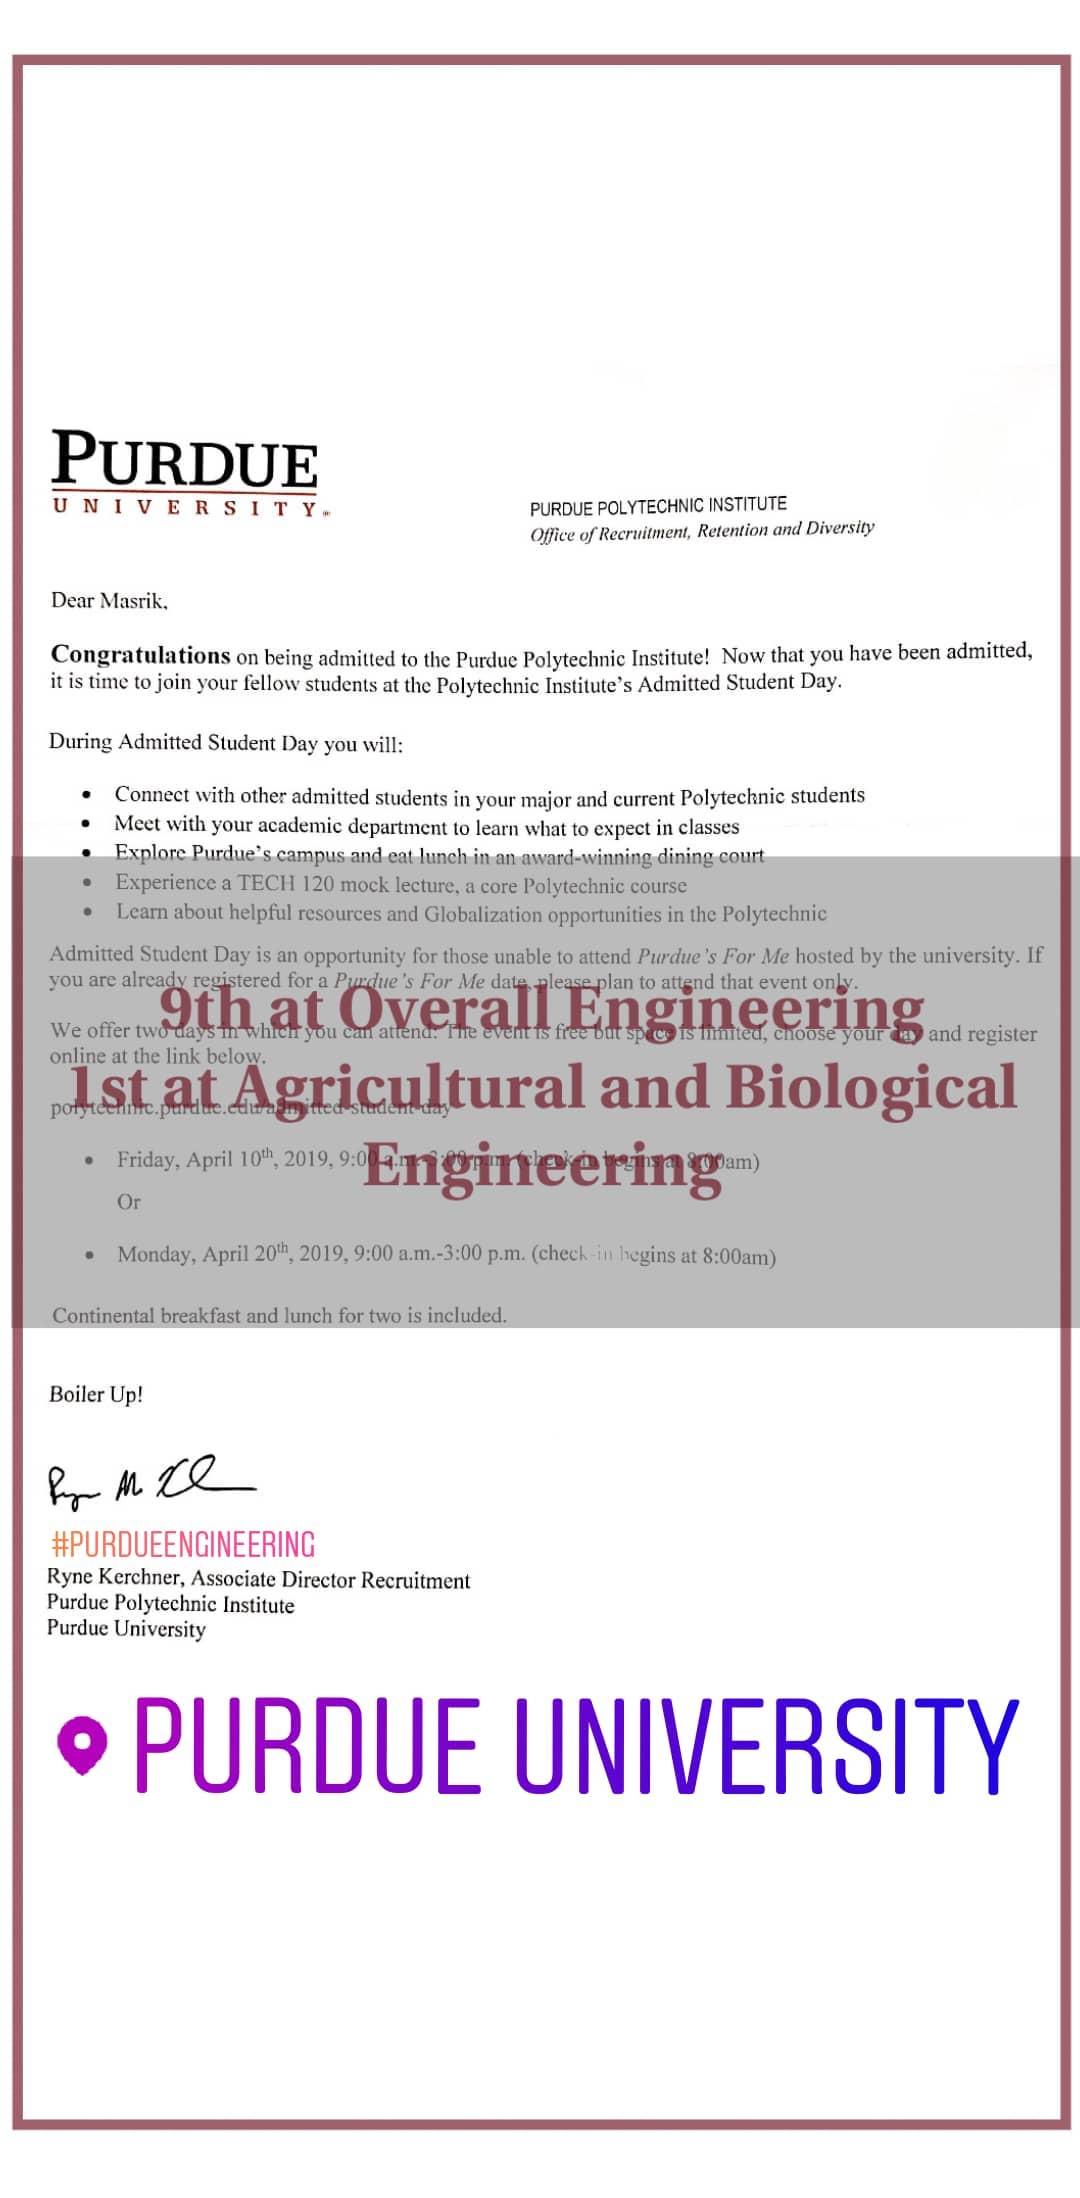 PURDUE
UNIVERSITY®
PURDUE POLYTECHNIC INSTITUTE
Office of Recruitment, Retention and Diversity
Dear Masrik,
Congratulations on being admitted to the Purdue Polytechnic Institute! Now that you have been admitted,
it is time to join your fellow students at the Polytechnic Institute's Admitted Student Day.
During Admitted Student Day you will:
• Connect with other admitted students in your major and current Polytechnic students
• Meet with your academic department to learn what to expect in classes
• Explore Purdue's campus and eat lunch in an award-winning dining court
• Experience a TECH 120 mock lecture, a core Polytechnic course
• Learn about helpful resources and Globalization opportunities in the Polytechnic
Admitted Student Day is an opportunity for those unable to attend Purdue's For Me hosted by the university. If
you are already registered for a Purdue's For Me date, please plan to attend that event only.
9th at Overall Engineering
We offer two days in which you can attend. The event is free but space is limited, choose your day and register
online at the link below.
1st at Agricultural and Biological
polytechnic.purdue.edu/admitted-student-day
Engineering
• Friday, April 10th, 2019, 9:00 a.m.-3:00 p.m. (check-in begins at 8:00am)
Or
• Monday, April 20th, 2019, 9:00 a.m.-3:00 p.m. (check-in begins at 8:00am)
Continental breakfast and lunch for two is included.
Boiler Up!
#PURDUEENGINEERING
Ryne Kerchner, Associate Director Recruitment
Purdue Polytechnic Institute
Purdue University
PURDUE UNIVERSITY